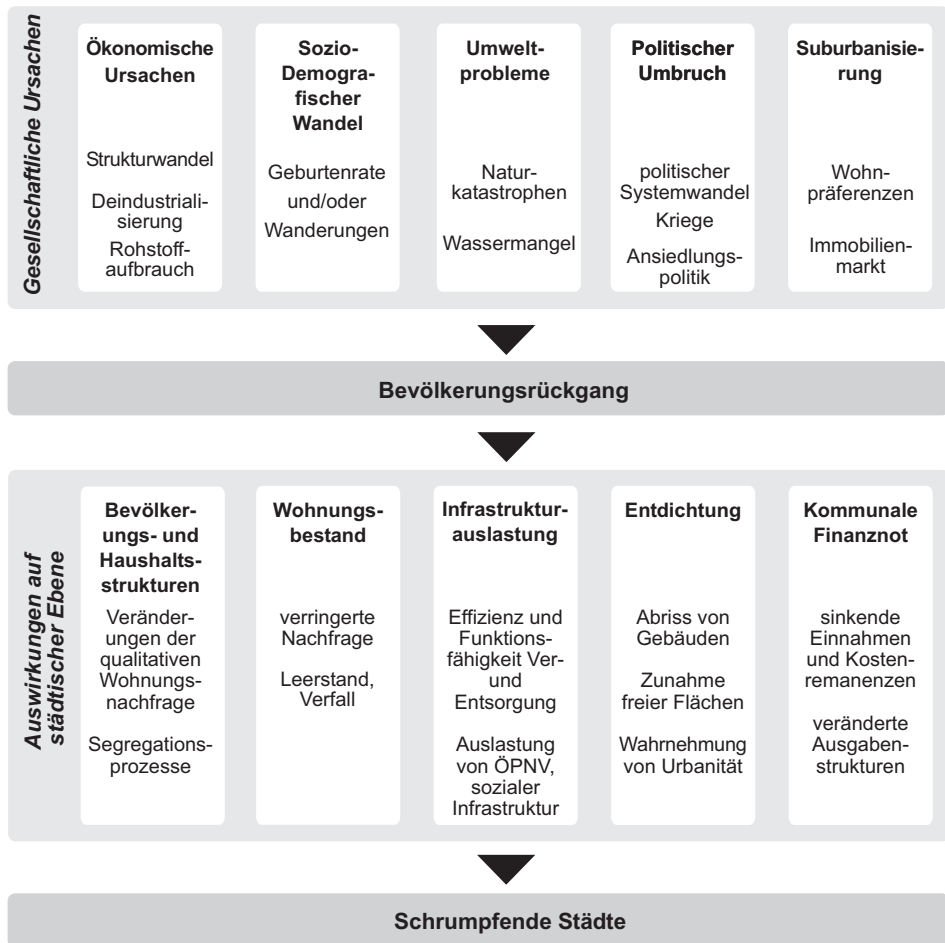 Gesellschaftliche Ursachen
Ökonomische
Ursachen
Strukturwandel
Deindustriali-
sierung
Rohstoff-
aufbrauch
Sozio-
Demogra-
fischer
Wandel
Geburtenrate
und/oder
Wanderungen
Umwelt-
probleme
Natur-
katastrophen
Wassermangel
Politischer
Umbruch
politischer
Systemwandel
Kriege
Ansiedlungs-
politik
Suburbanisie-
rung
Wohn-
präferenzen
Immobilien-
markt
Bevölkerungsrückgang
Auswirkungen auf
städtischer Ebene
Bevölker-
ungs- und
Haushalts-
strukturen
Veränder-
ungen der
qualitativen
Wohnungs-
nachfrage
Segregations-
prozesse
Wohnungs-
bestand
verringerte
Nachfrage
Leerstand,
Verfall
Infrastruktur-
auslastung
Effizienz und
Funktions-
fähigkeit Ver-
und
Entsorgung
Auslastung
von ÖPNV,
sozialer
Infrastruktur
Entdichtung
Abriss von
Gebäuden
Zunahme
freier Flächen
Wahrnehmung
von Urbanität
Kommunale
Finanznot
sinkende
Einnahmen
und Kosten-
remanenzen
veränderte
Ausgaben-
strukturen
Schrumpfende Städte